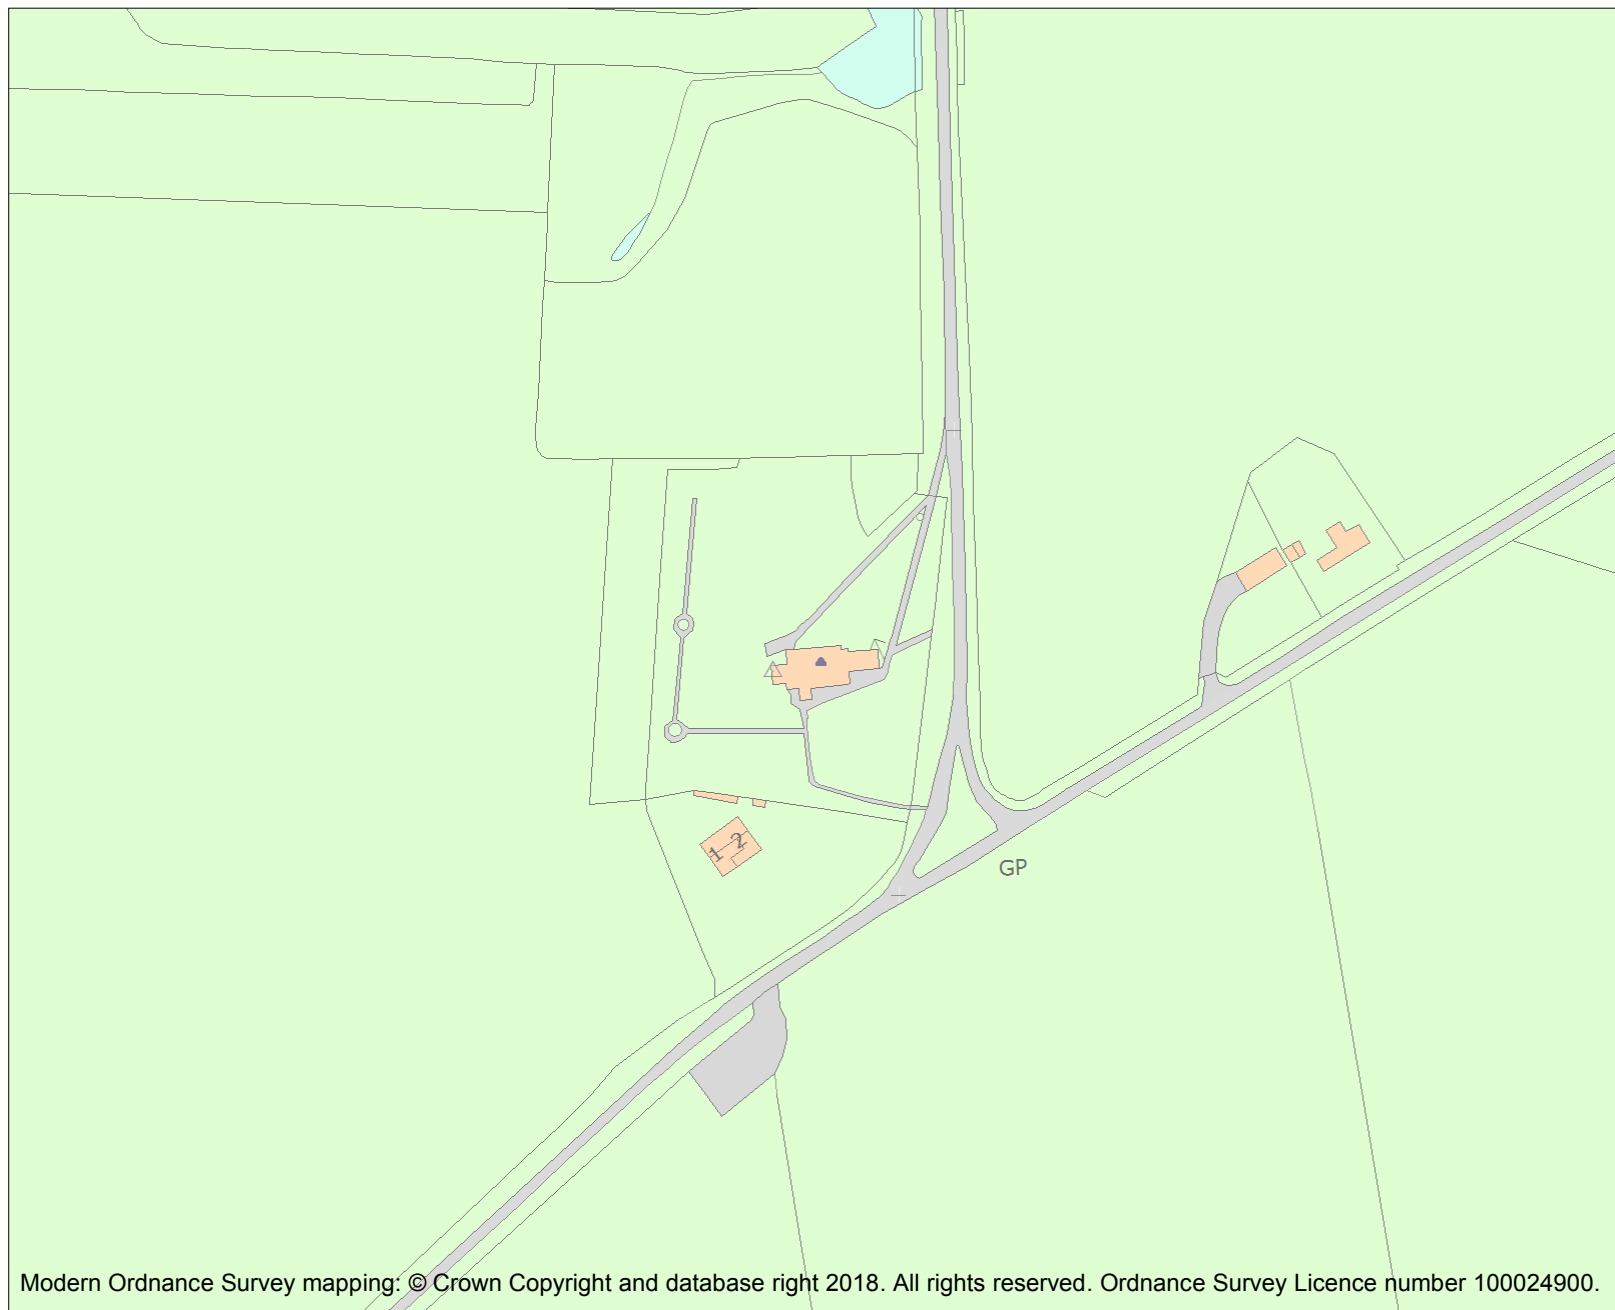 1 2
GP
Modern Ordnance Survey mapping: © Crown Copyright and database right 2018. All rights reserved. Ordnance Survey Licence number 100024900.